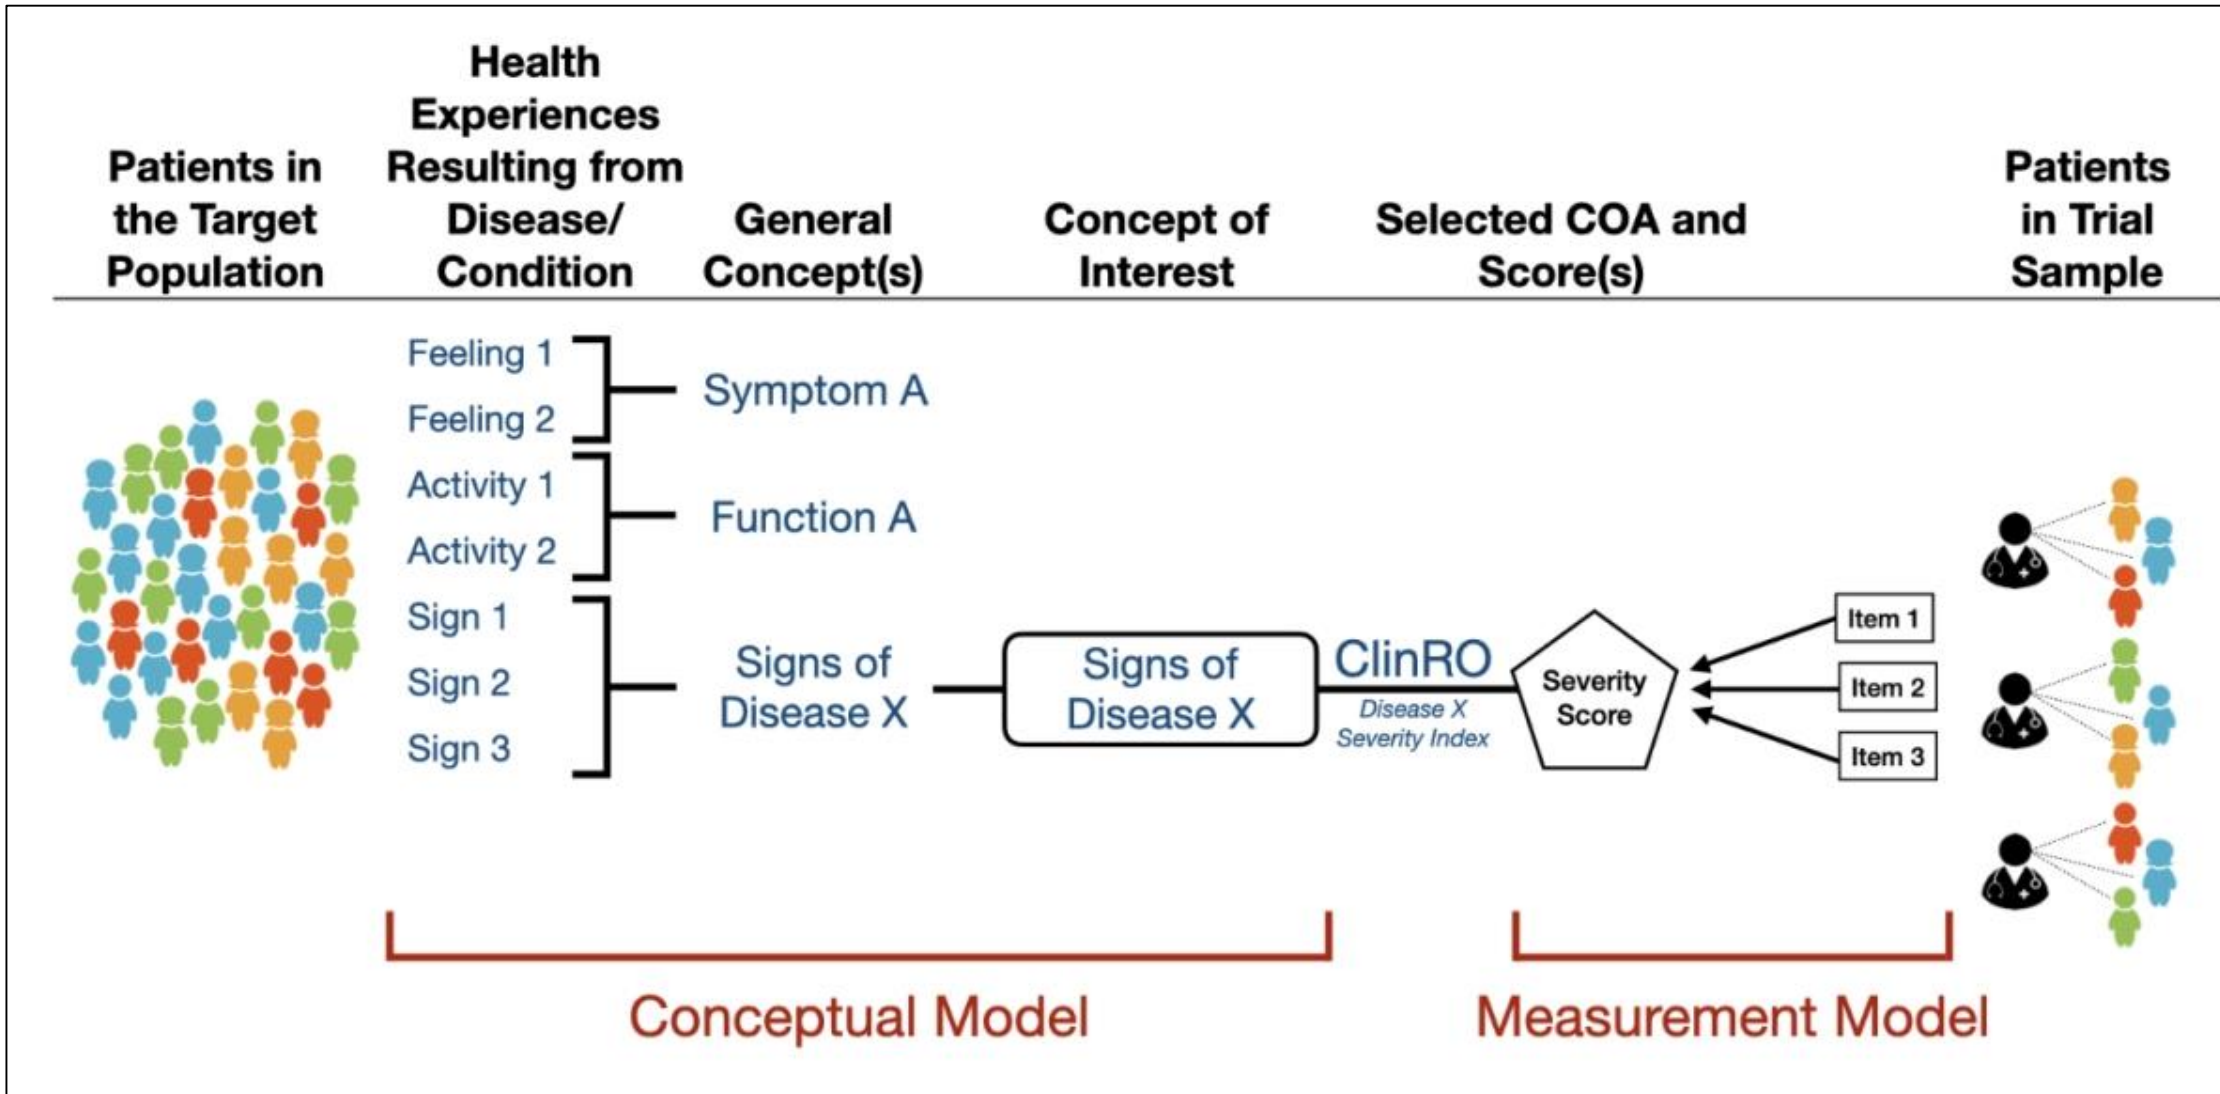 Patients in
the Target
Population
Health
Experiences
Resulting from
Disease/
Condition
General
Concept(s)
Concept of
Interest
Selected COA and
Score(s)
Patients
in Trial
Sample
Feeling 1
Feeling 2
Symptom A
Activity 1
Activity 2
Function A
Sign 1
Sign 2
Sign 3
Signs of
Disease X
Signs of
Disease X
ClinRO
Disease X
Severity Index
Severity
Score
Item 1
Item 2
Item 3
Conceptual Model
Measurement Model